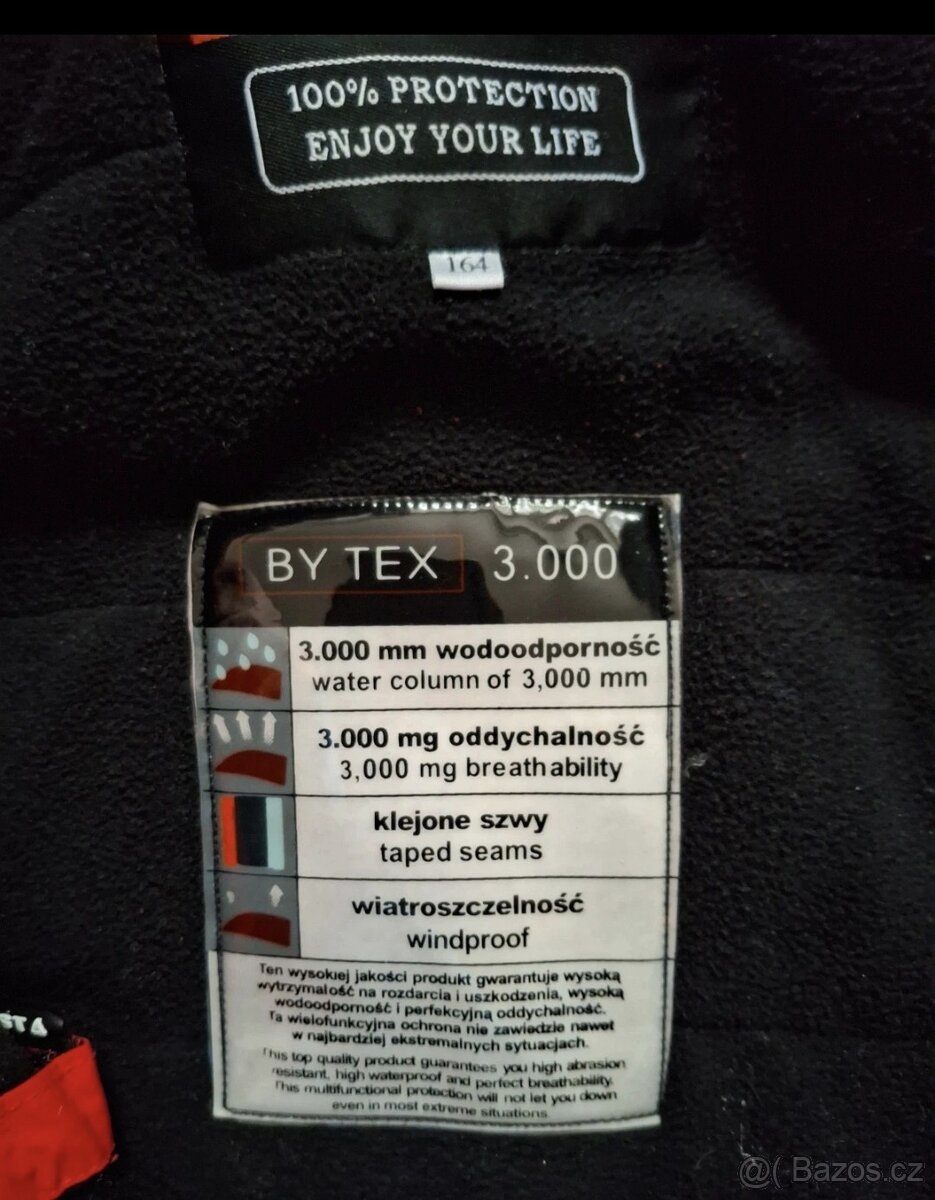 100% PROTECTION
ENJOY YOUR LIFE
164
BY TEX 3.000
3.000 mm wodoodporność
water column of 3,000 mm
3.000 mg oddychalność
3,000 mg breathability
klejone szwy
taped seams
wiatroszczelność
windproof
Ten wysokiej jakości produkt gwarantuje wysoką
wytrzymałość na rozdarcia i uszkodzenia, wysoką
wodoodporność i perfekcyjną oddychalność.
Ta wielofunkcyjna ochrona nie zawiedzie nawet
w najbardziej ekstremalnych sytuacjach.
This top quality product guarantees you high abrasion
resistant, high waterproof and perfect breathability.
This multifunctional protection will not let you down
even in most extreme situations.
@( Bazos.cz